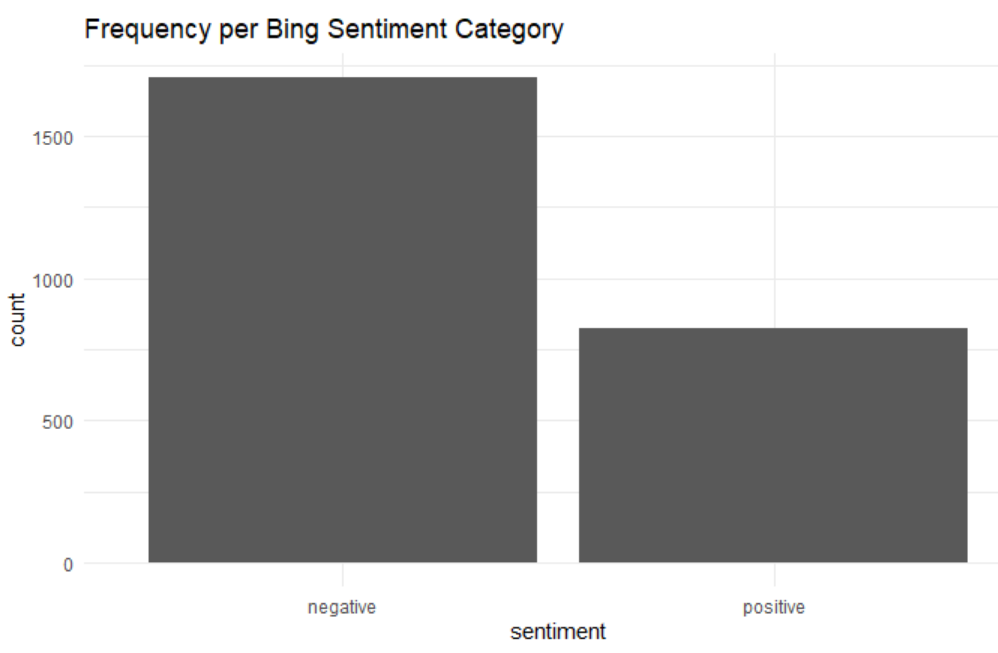 Frequency per Bing Sentiment Category
1500
1000
500
0
count
negative
positive
sentiment